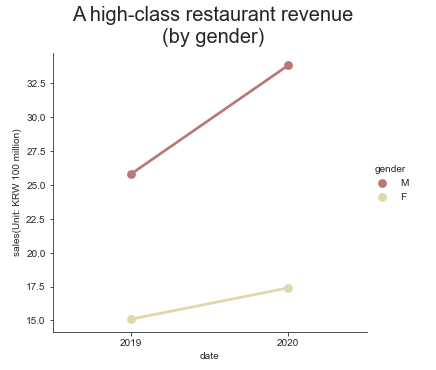 A high-class restaurant revenue
(by gender)
sales(Unit: KRW 100 million)
32.5
30.0
27.5
25.0
22.5
20.0
17.5
15.0
2019
2020
date
gender
M
F